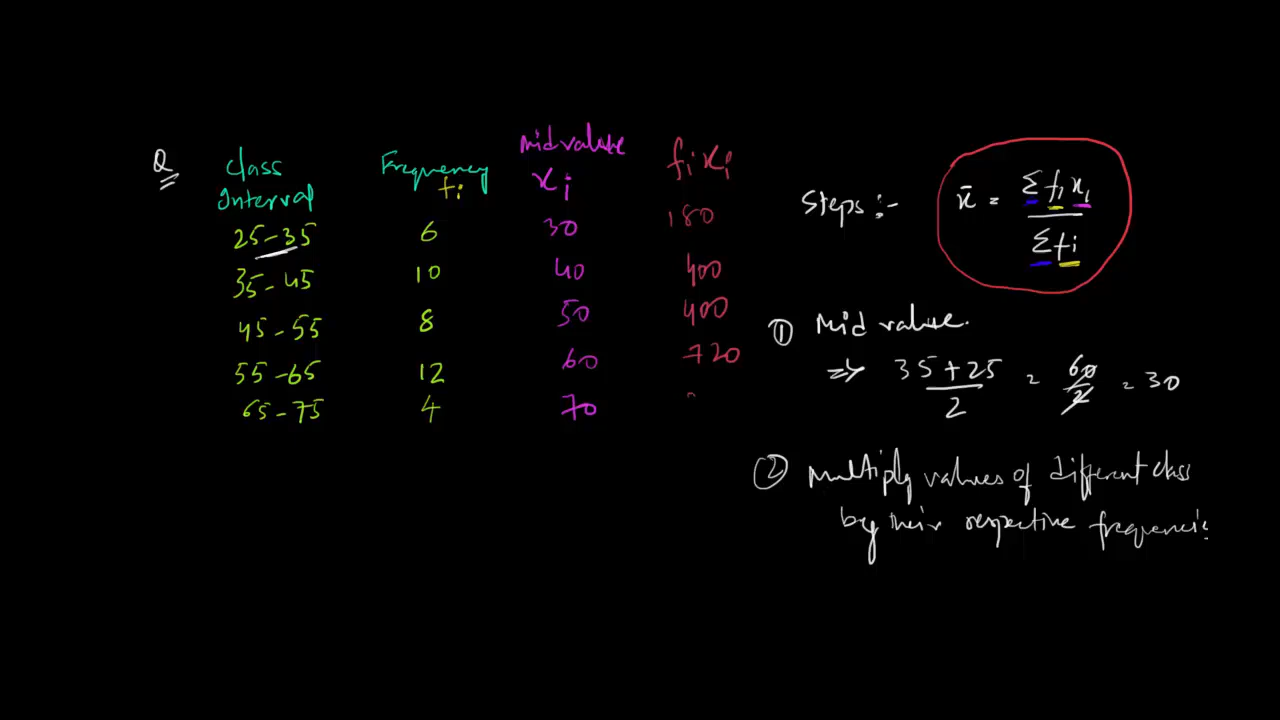 Q Class Interval Frequency fi Mid value xi fixi
25-35 6 30 180
35-45 10 40 400
45-55 8 50 400
55-65 12 60 720
65-75 4 70
Steps :-
x̄ = Σfixi / Σfi
① Mid value.
⇒ 35+25 / 2 = 60/2 = 30
② Multiply values of different class
by their respective frequencies